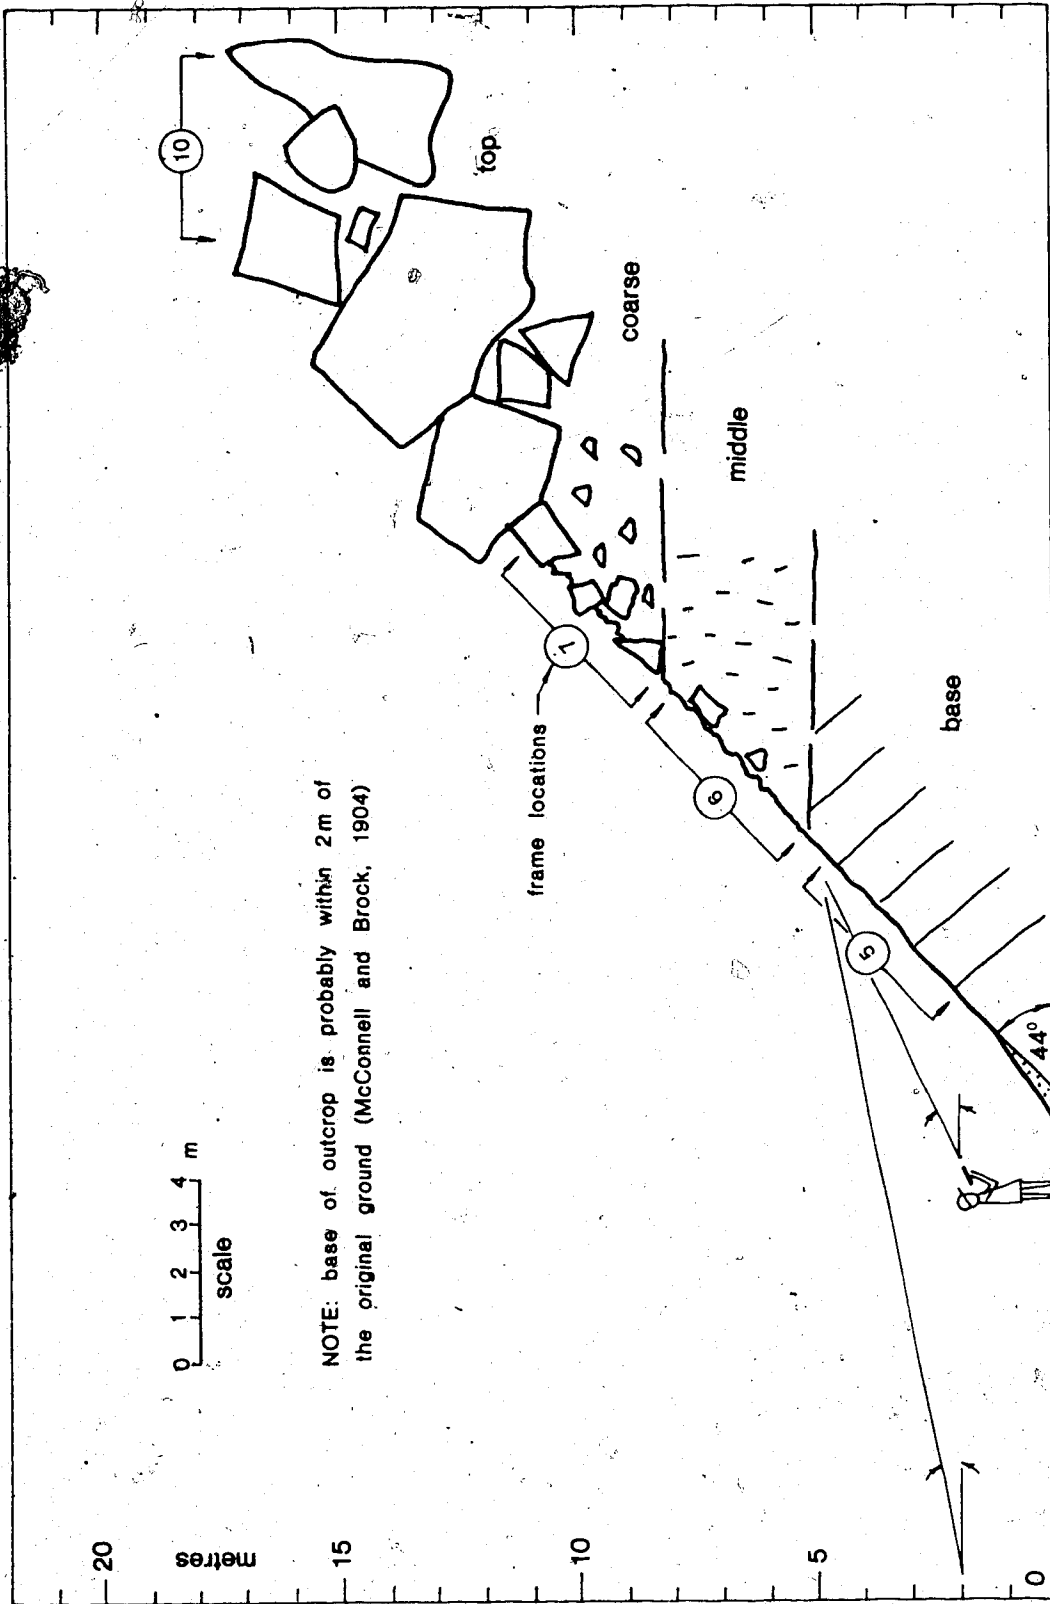 20
metres
15
10
5
0
0 1 2 3 4 m
scale
NOTE: base of outcrop is probably within 2m of
the original ground (McConnell and Brock, 1904)
frame locations
10
7
6
5
top
coarse
middle
base
44°